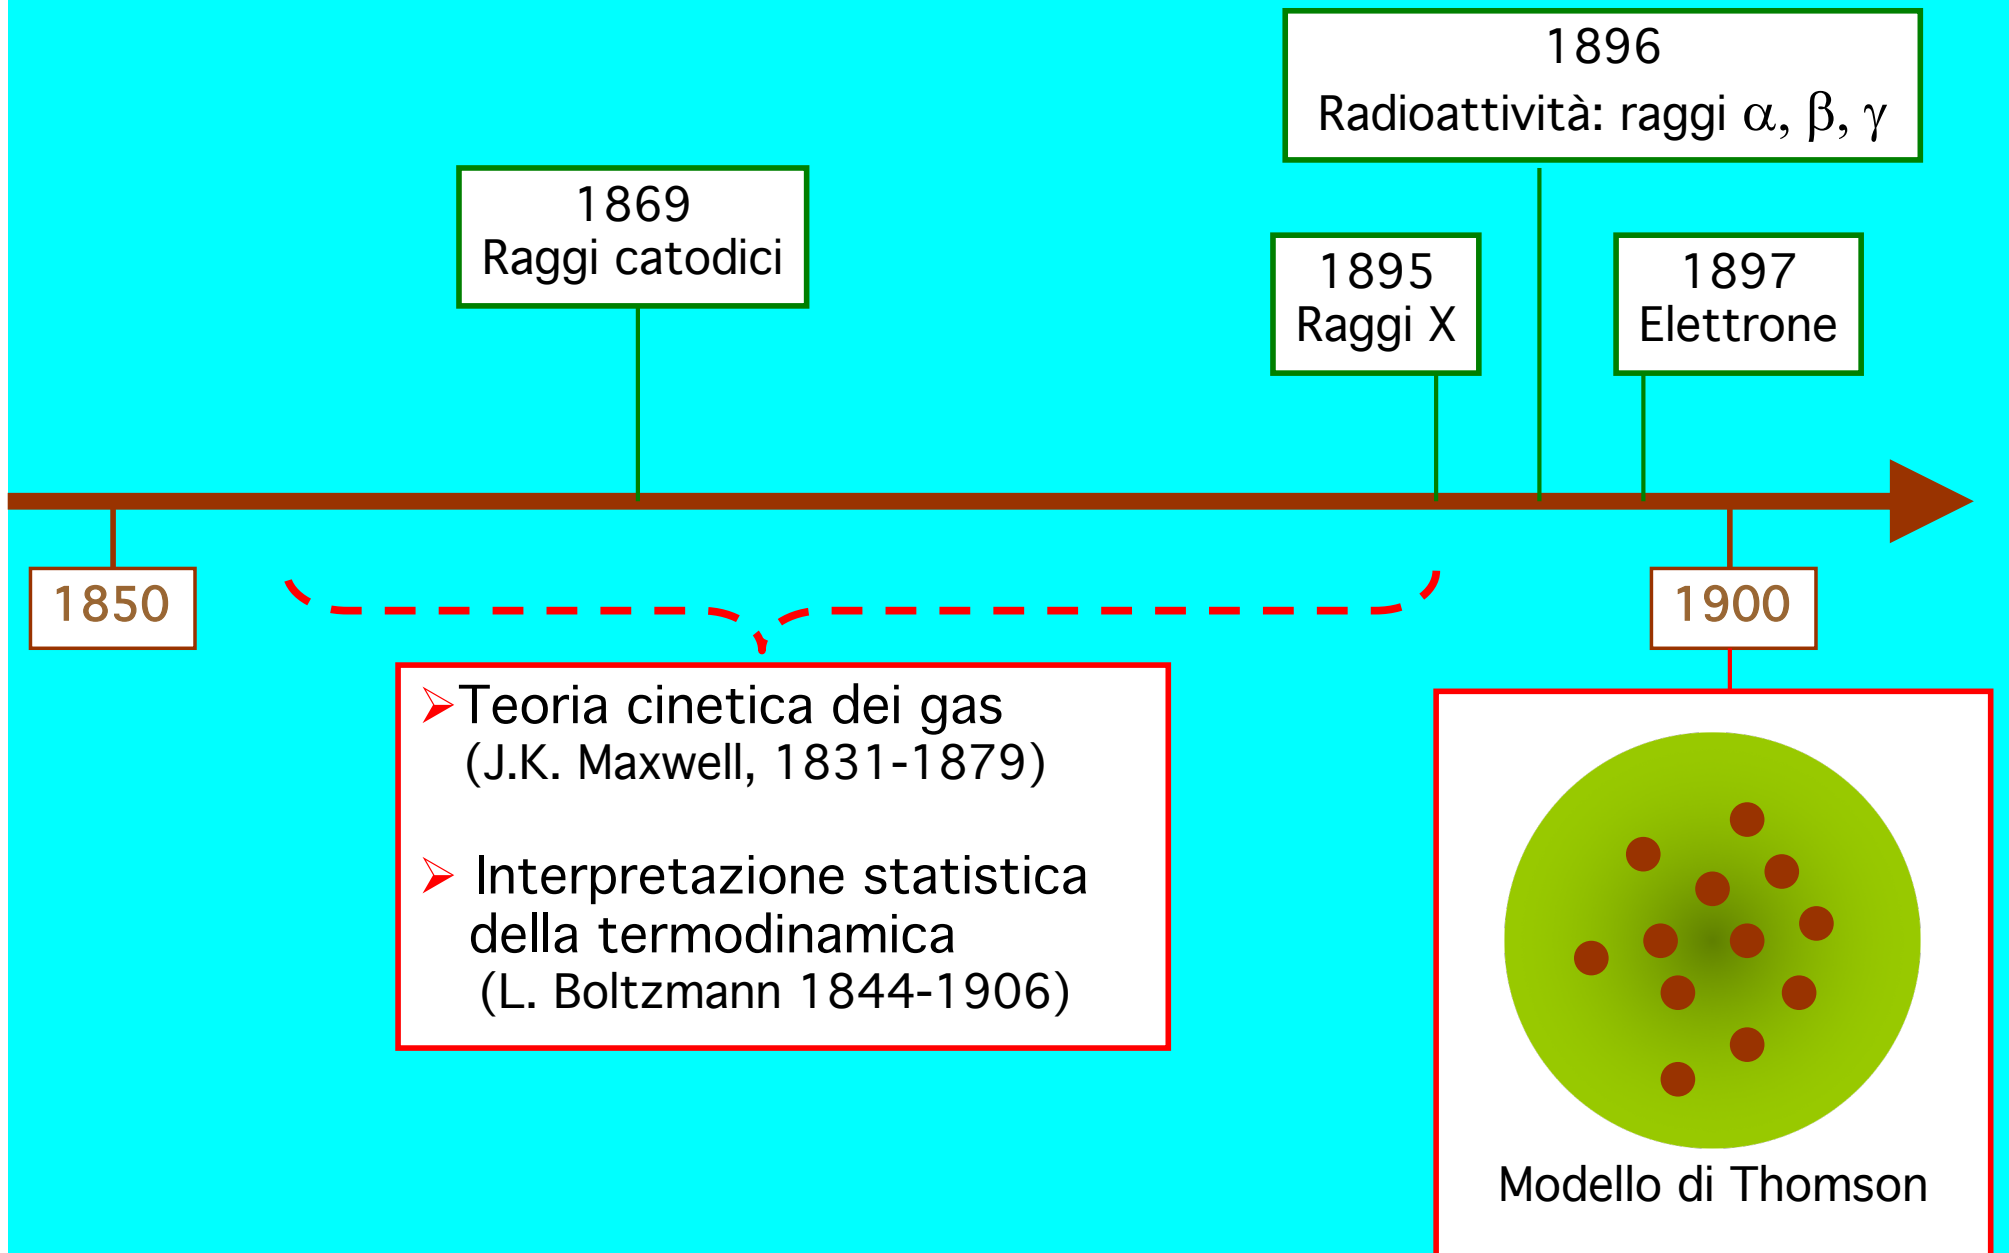 1896
Radioattività: raggi α, β, γ
1869
Raggi catodici
1895
Raggi X
1897
Elettrone
1850
1900
➢Teoria cinetica dei gas
(J.K. Maxwell, 1831-1879)
➢ Interpretazione statistica
della termodinamica
(L. Boltzmann 1844-1906)
Modello di Thomson